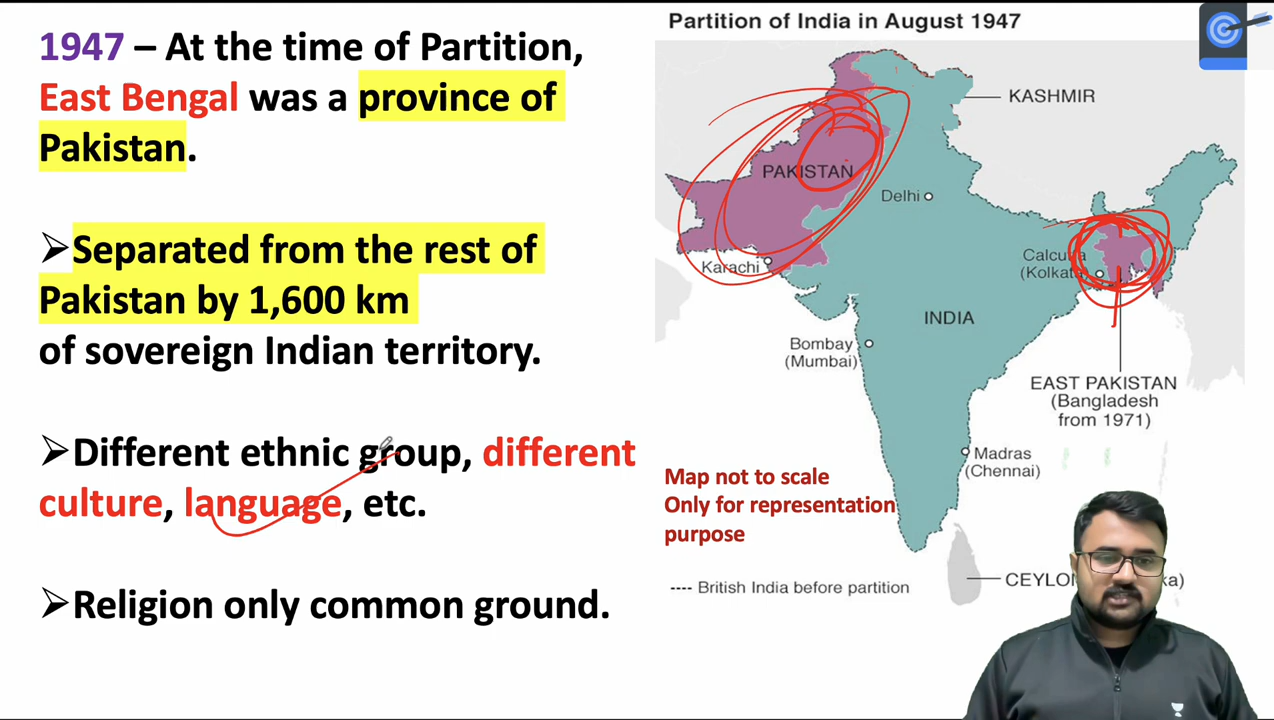 1947 – At the time of Partition,
East Bengal was a province of
Pakistan.
➢Separated from the rest of
Pakistan by 1,600 km
of sovereign Indian territory.
➢Different ethnic group, different
culture, language, etc.
➢Religion only common ground.
Partition of India in August 1947
KASHMIR
PAKISTAN
Delhi
Karachi
Calcutta
(Kolkata)
INDIA
Bombay
(Mumbai)
EAST PAKISTAN
(Bangladesh
from 1971)
Madras
(Chennai)
Map not to scale
Only for representation
purpose
---- British India before partition